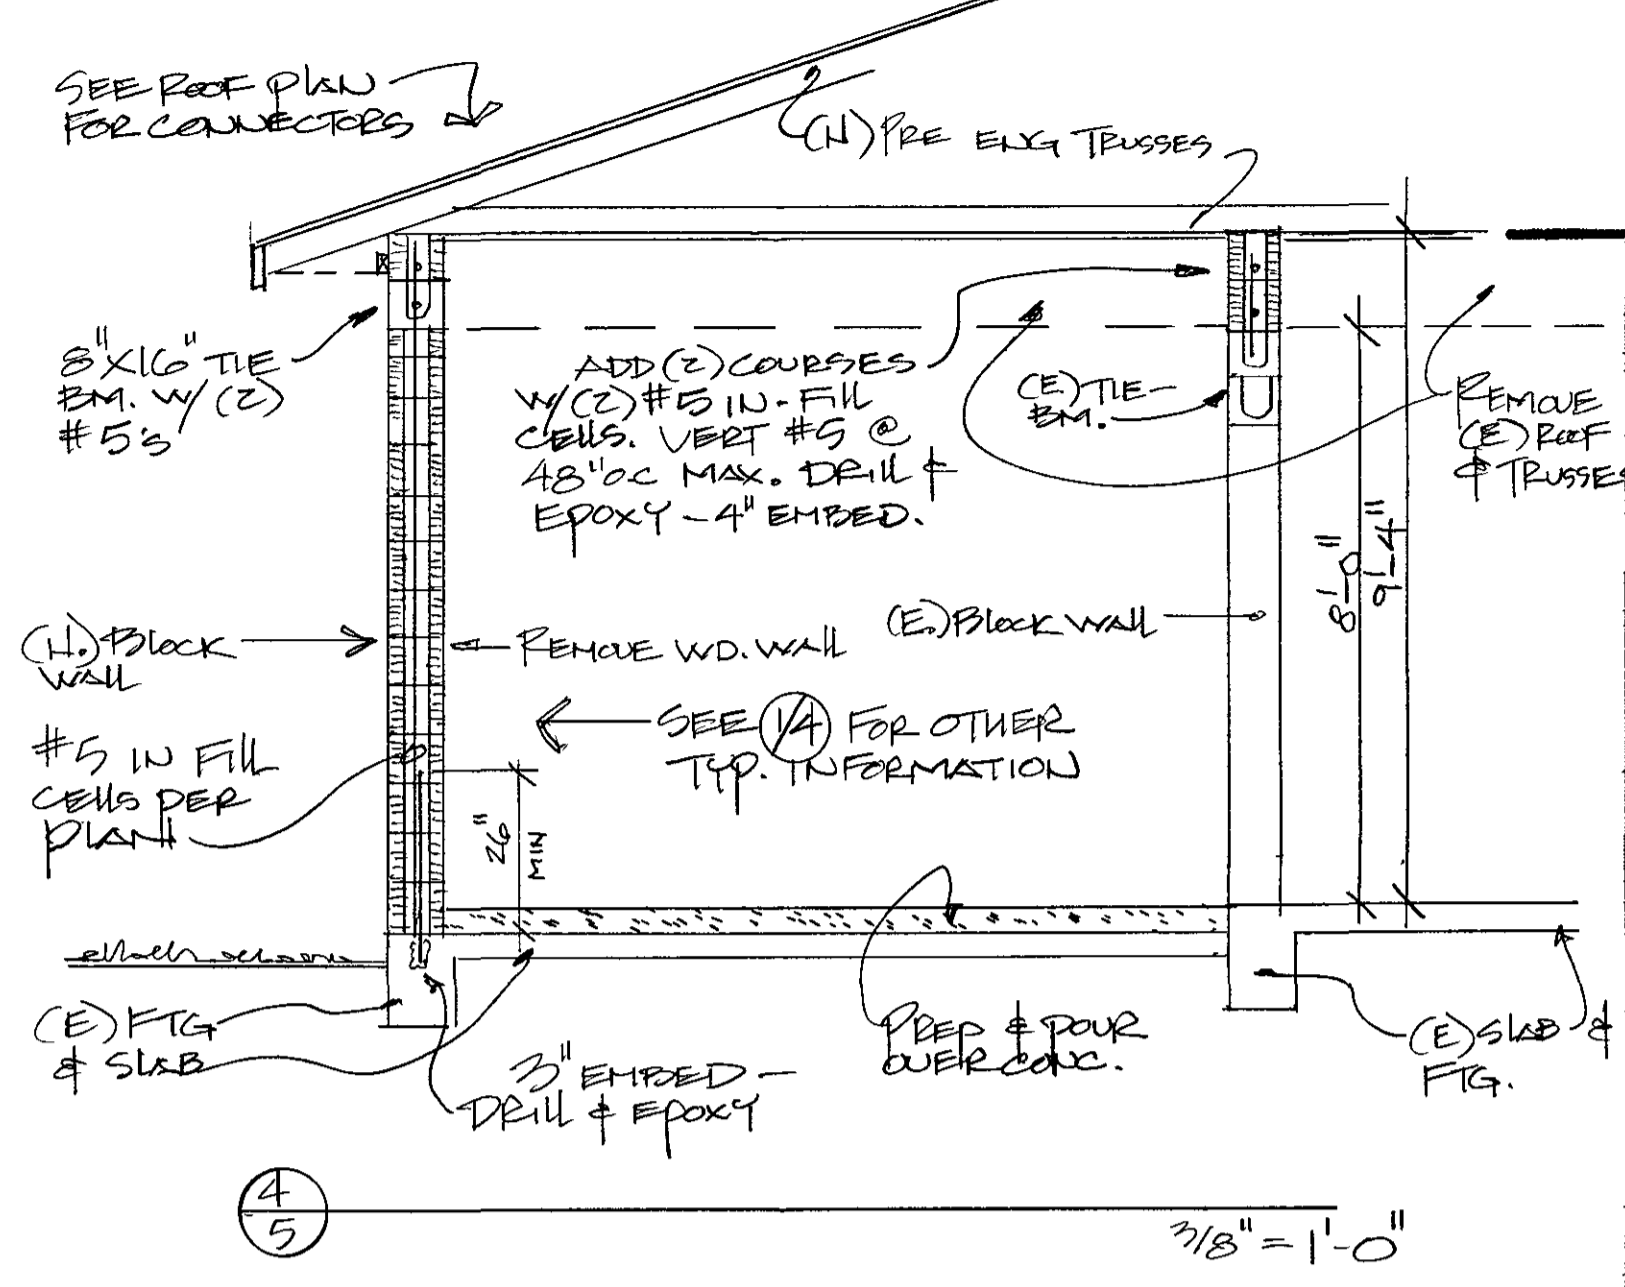 SEE ROOF PLAN
FOR CONNECTORS
(N) PRE ENG TRUSSES
8"X16" TIE
BM. W/(2)
#5's
ADD (2) COURSES
W/(2) #5 IN-FILL
CELLS. VERT #5 @
48"OC MAX. DRILL &
EPOXY - 4" EMBED.
(E) TIE-
BM.
REMOVE
(E) ROOF
& TRUSSES
8'-0"
9'-4"
(N.) BLOCK
WALL
REMOVE WD. WALL
(E.) BLOCK WALL
SEE 1/4 FOR OTHER
TYP. INFORMATION
#5 IN FILL
CELLS PER
PLAN
26"
MIN
(E) FTG
& SLAB
3" EMBED -
DRILL & EPOXY
PREP & POUR
OVER CONC.
(E) SLAB &
FTG.
4
5
3/8" = 1'-0"